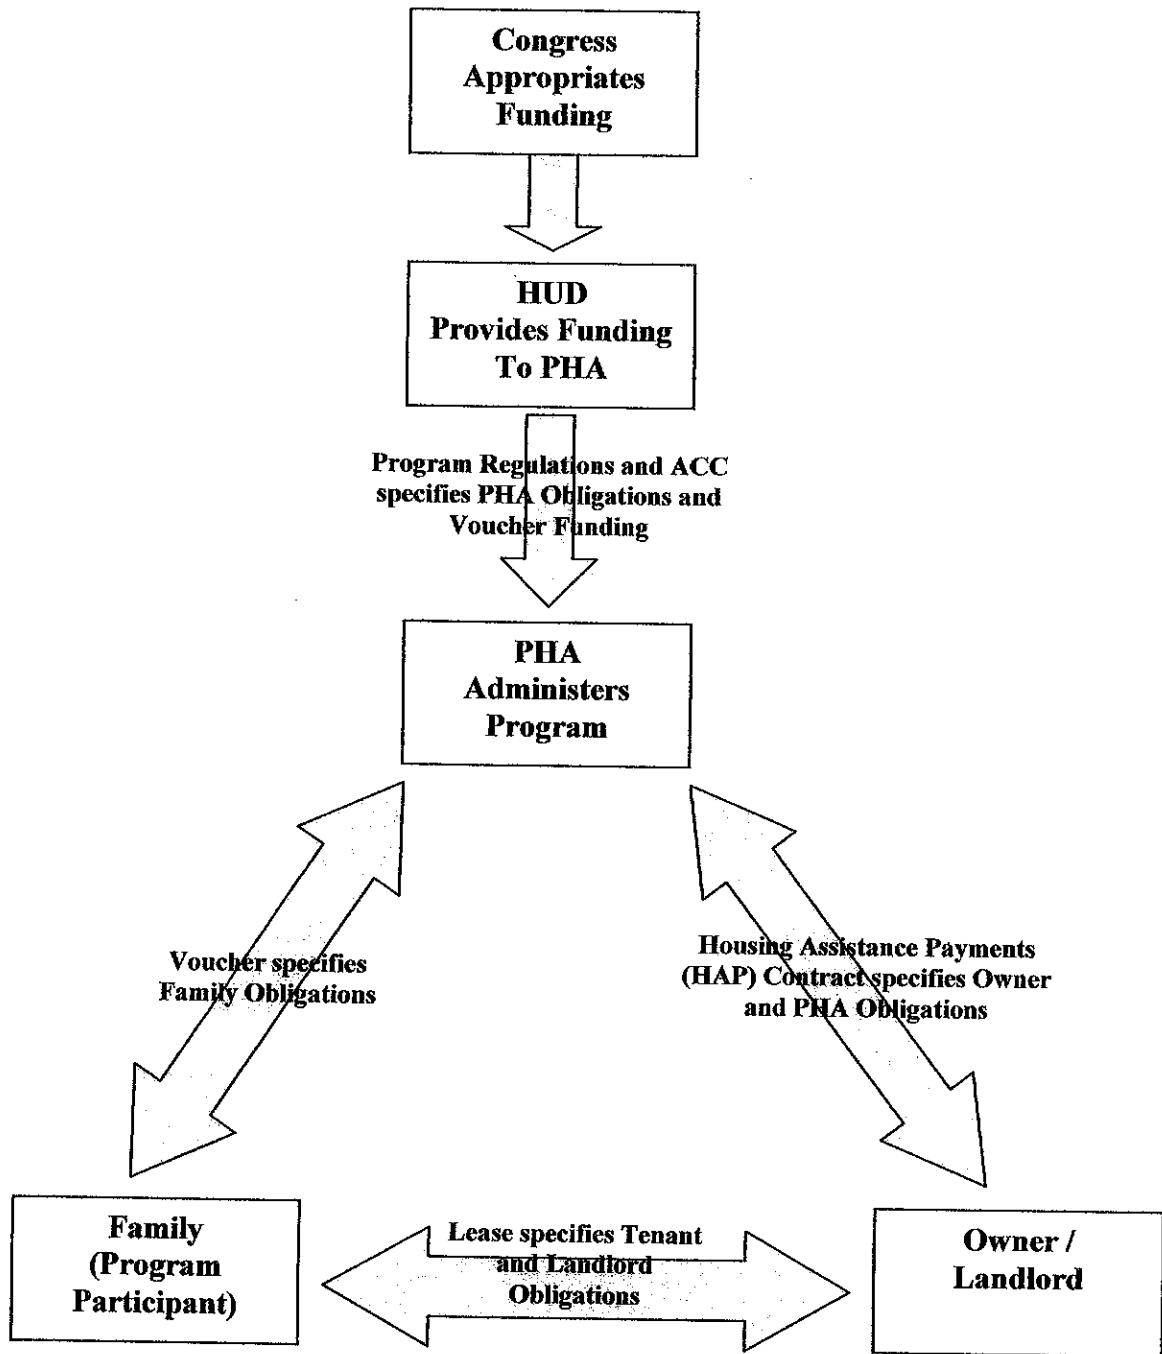 Congress
Appropriates
Funding
HUD
Provides Funding
To PHA
Program Regulations and ACC
specifies PHA Obligations and
Voucher Funding
PHA
Administers
Program
Voucher specifies
Family Obligations
Housing Assistance Payments
(HAP) Contract specifies Owner
and PHA Obligations
Family
(Program
Participant)
Lease specifies Tenant
and Landlord
Obligations
Owner /
Landlord